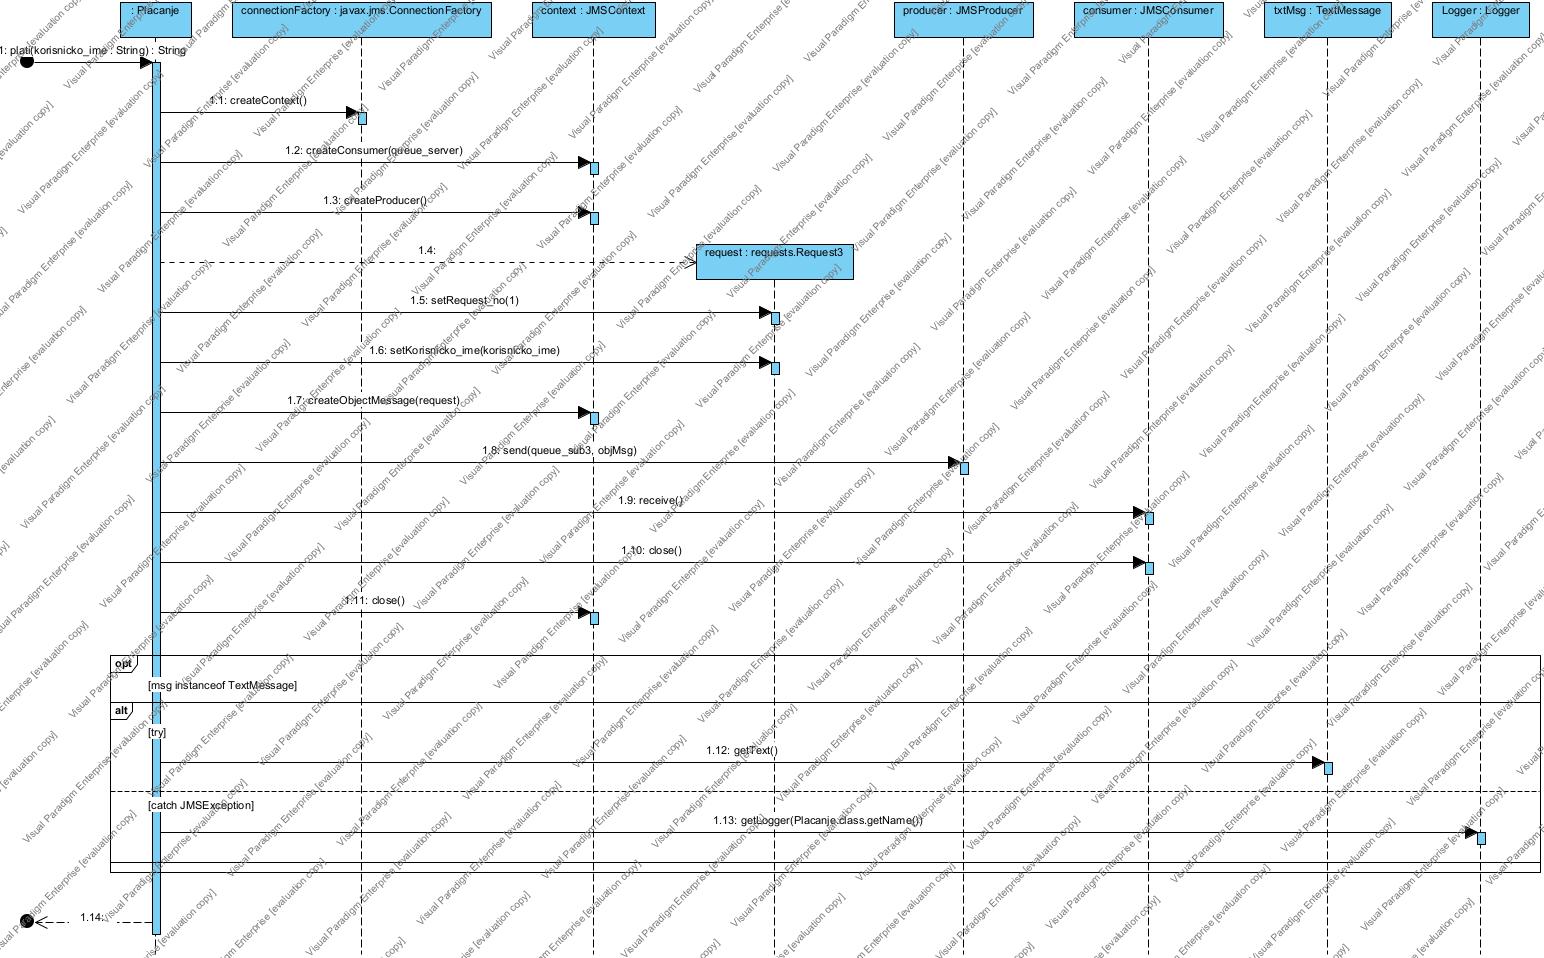 : Placanje
connectionFactory : javax.jms.ConnectionFactory
context : JMSContext
producer : JMSProducer
consumer : JMSConsumer
txtMsg : TextMessage
Logger : Logger
1: plati(korisnicko_ime : String) : String
1.1: createContext()
1.2: createConsumer(queue_server)
1.3: createProducer()
1.4:
request : requests.Request3
1.5: setRequest_no(1)
1.6: setKorisnicko_ime(korisnicko_ime)
1.7: createObjectMessage(request)
1.8: send(queue_sub3, objMsg)
1.9: receive()
1.10: close()
1.11: close()
opt
[msg instanceof TextMessage]
alt
[try]
1.12: getText()
[catch JMSException]
1.13: getLogger(Placanje.class.getName())
1.14:
Visual Paradigm Enterprise [evaluation copy]